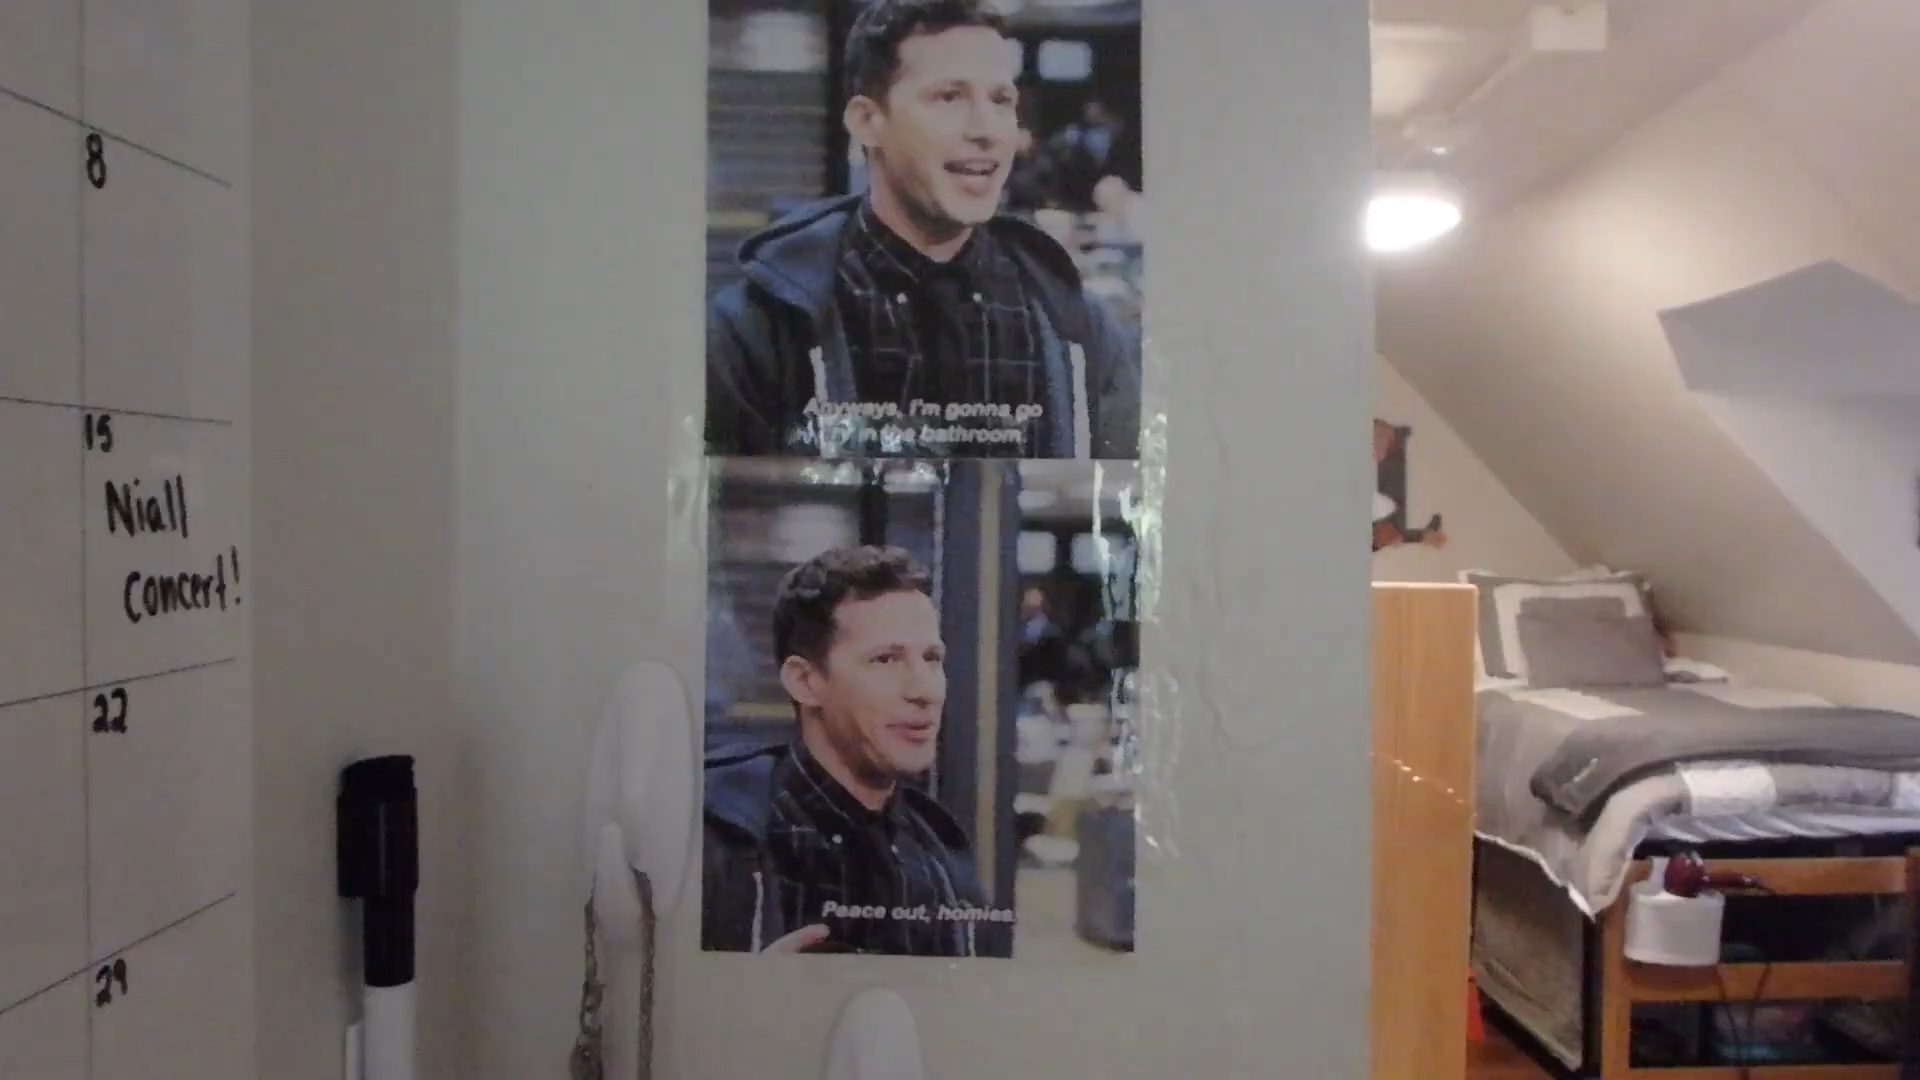 8
15
Niall
concert!
22
29
Anyways, I'm gonna go
in the bathroom.
Peace out, homies.
L